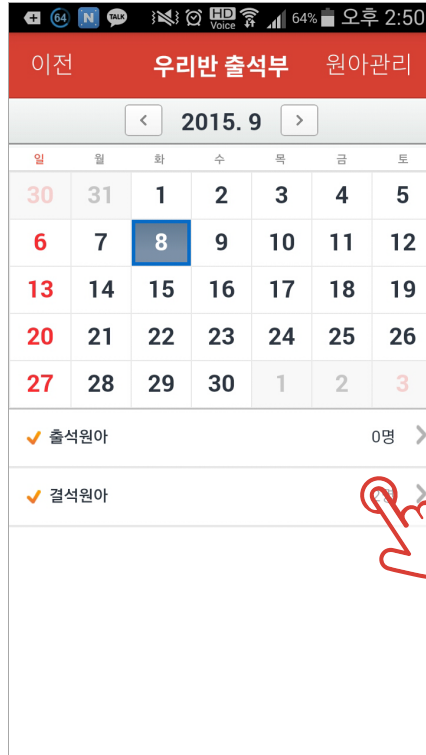 64 N TALK HD Voice 64% 오후 2:50
이전 우리반 출석부 원아관리
< 2015. 9 >
일 월 화 수 목 금 토
30 31 1 2 3 4 5
6 7 8 9 10 11 12
13 14 15 16 17 18 19
20 21 22 23 24 25 26
27 28 29 30 1 2 3
출석원아 0명
결석원아